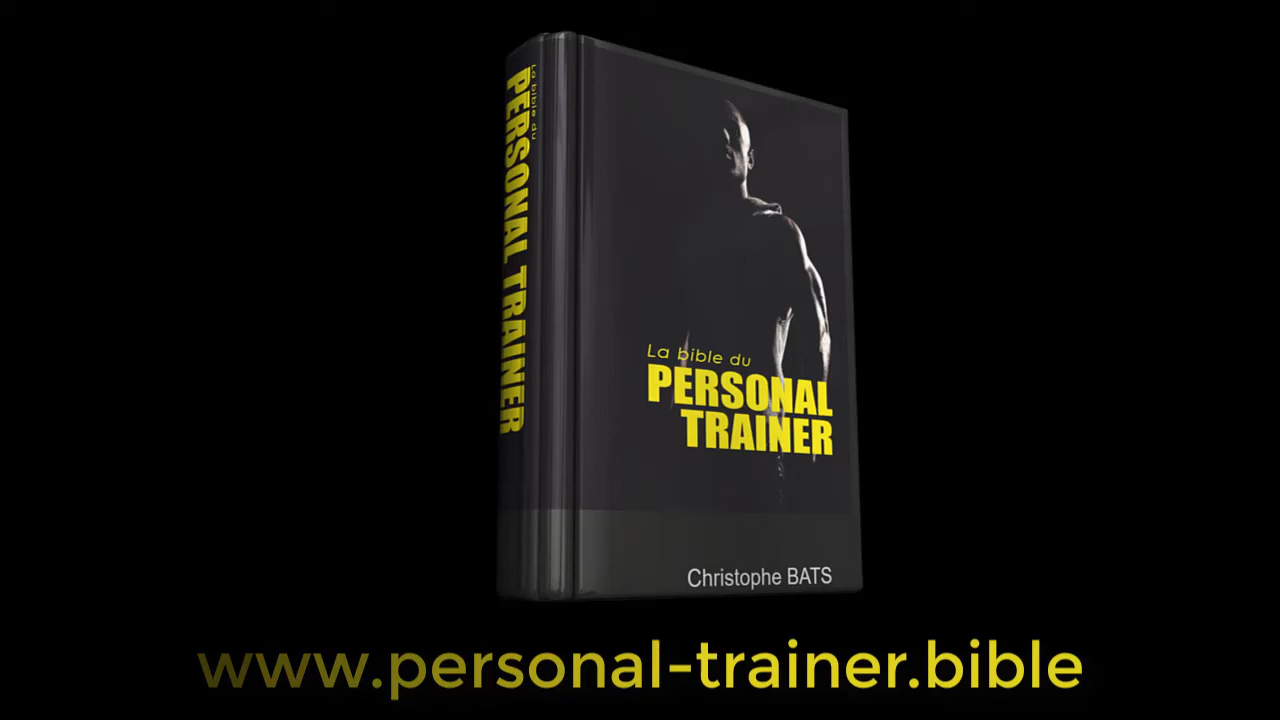 La bible du
PERSONAL TRAINER
La bible du
PERSONAL
TRAINER
Christophe BATS
www.personal-trainer.bible